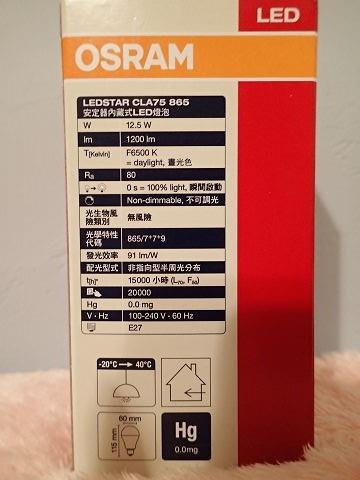 LED
OSRAM
LEDSTAR CLA75 865
安定器內藏式LED燈泡
W 12.5 W
lm 1200 lm
T[Kelvin] F6500 K
= daylight, 晝光色
Ra 80
0 s = 100% light, 瞬間啟動
Non-dimmable, 不可調光
光生物風險類別 無風險
光學特性代碼 865/7*7*9
發光效率 91 lm/W
配光型式 非指向型半周光分布
t[h]* 15000 小時 (L70, F50)
20000
Hg 0.0 mg
V · Hz 100-240 V · 60 Hz
E27
-20°C → 40°C
60 mm
115 mm
Hg
0.0mg